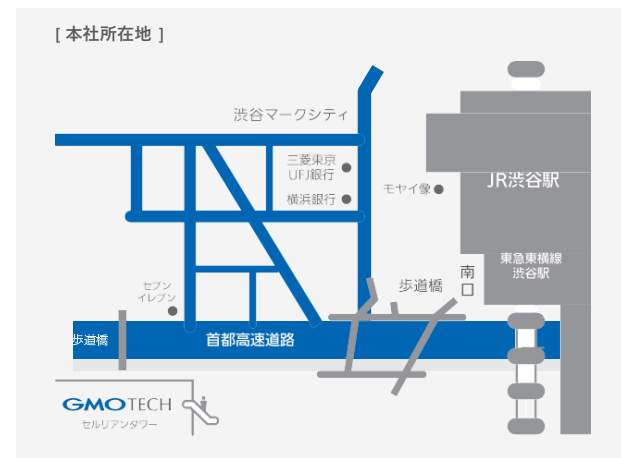 [ 本社所在地 ]
渋谷マークシティ
三菱東京
UFJ銀行
横浜銀行
モヤイ像
JR渋谷駅
東急東横線
渋谷駅
南口
歩道橋
セブン
イレブン
歩道橋
首都高速道路
GMOTECH
セルリアンタワー